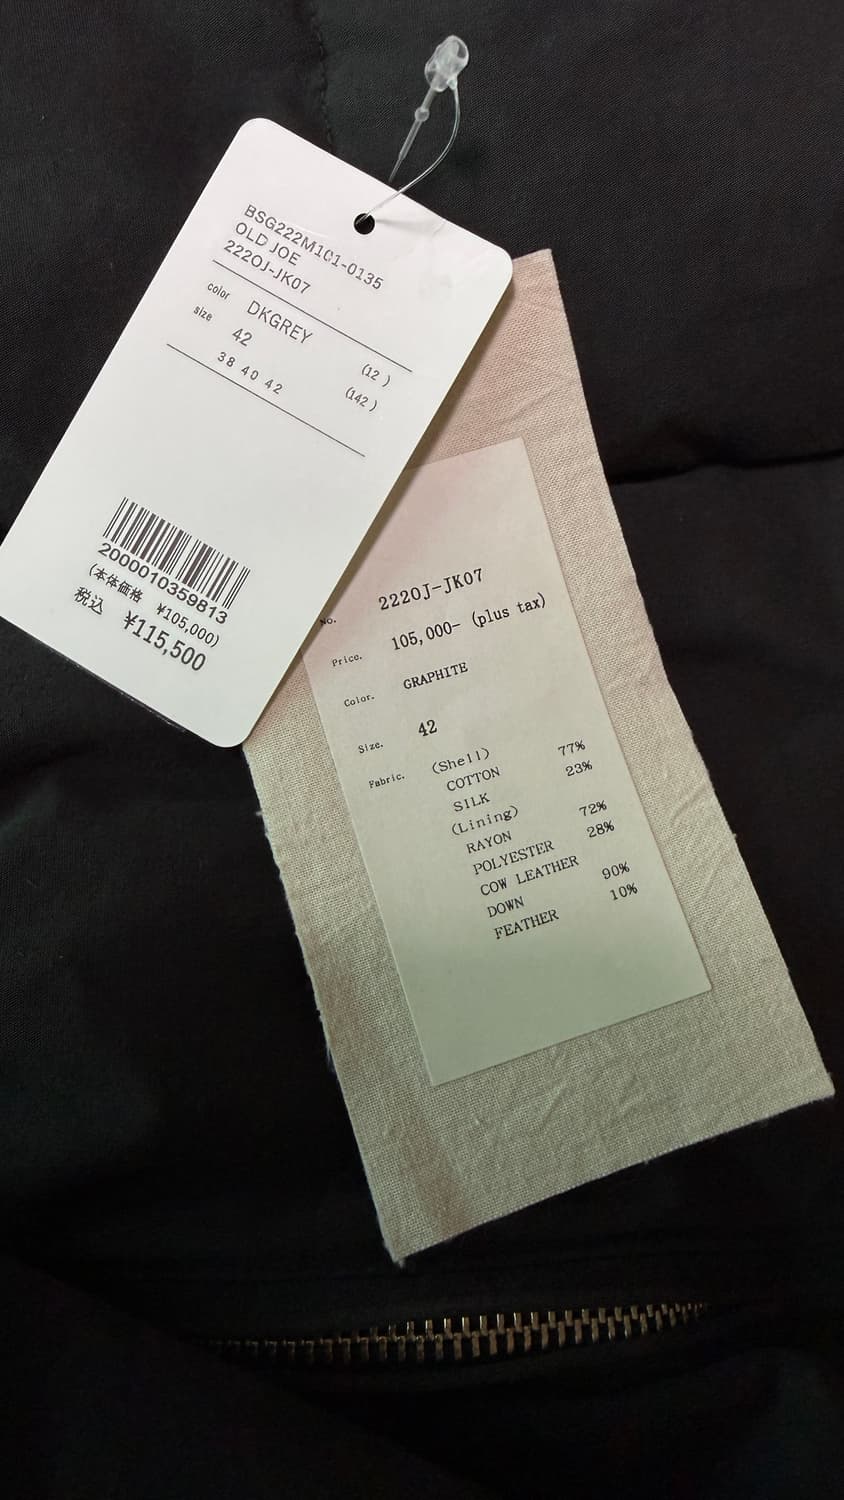 BSG222M101-0135
OLD JOE
222OJ-JK07
color DKGREY (12 )
size 42 (142 )
38 40 42
2000010359813
(本体価格 ¥105,000)
税込 ¥115,500
No. 222OJ-JK07
Price. 105,000- (plus tax)
Color. GRAPHITE
Size. 42
Fabric. (Shell)
COTTON 77%
SILK 23%
(Lining)
RAYON 72%
POLYESTER 28%
COW LEATHER
DOWN 90%
FEATHER 10%